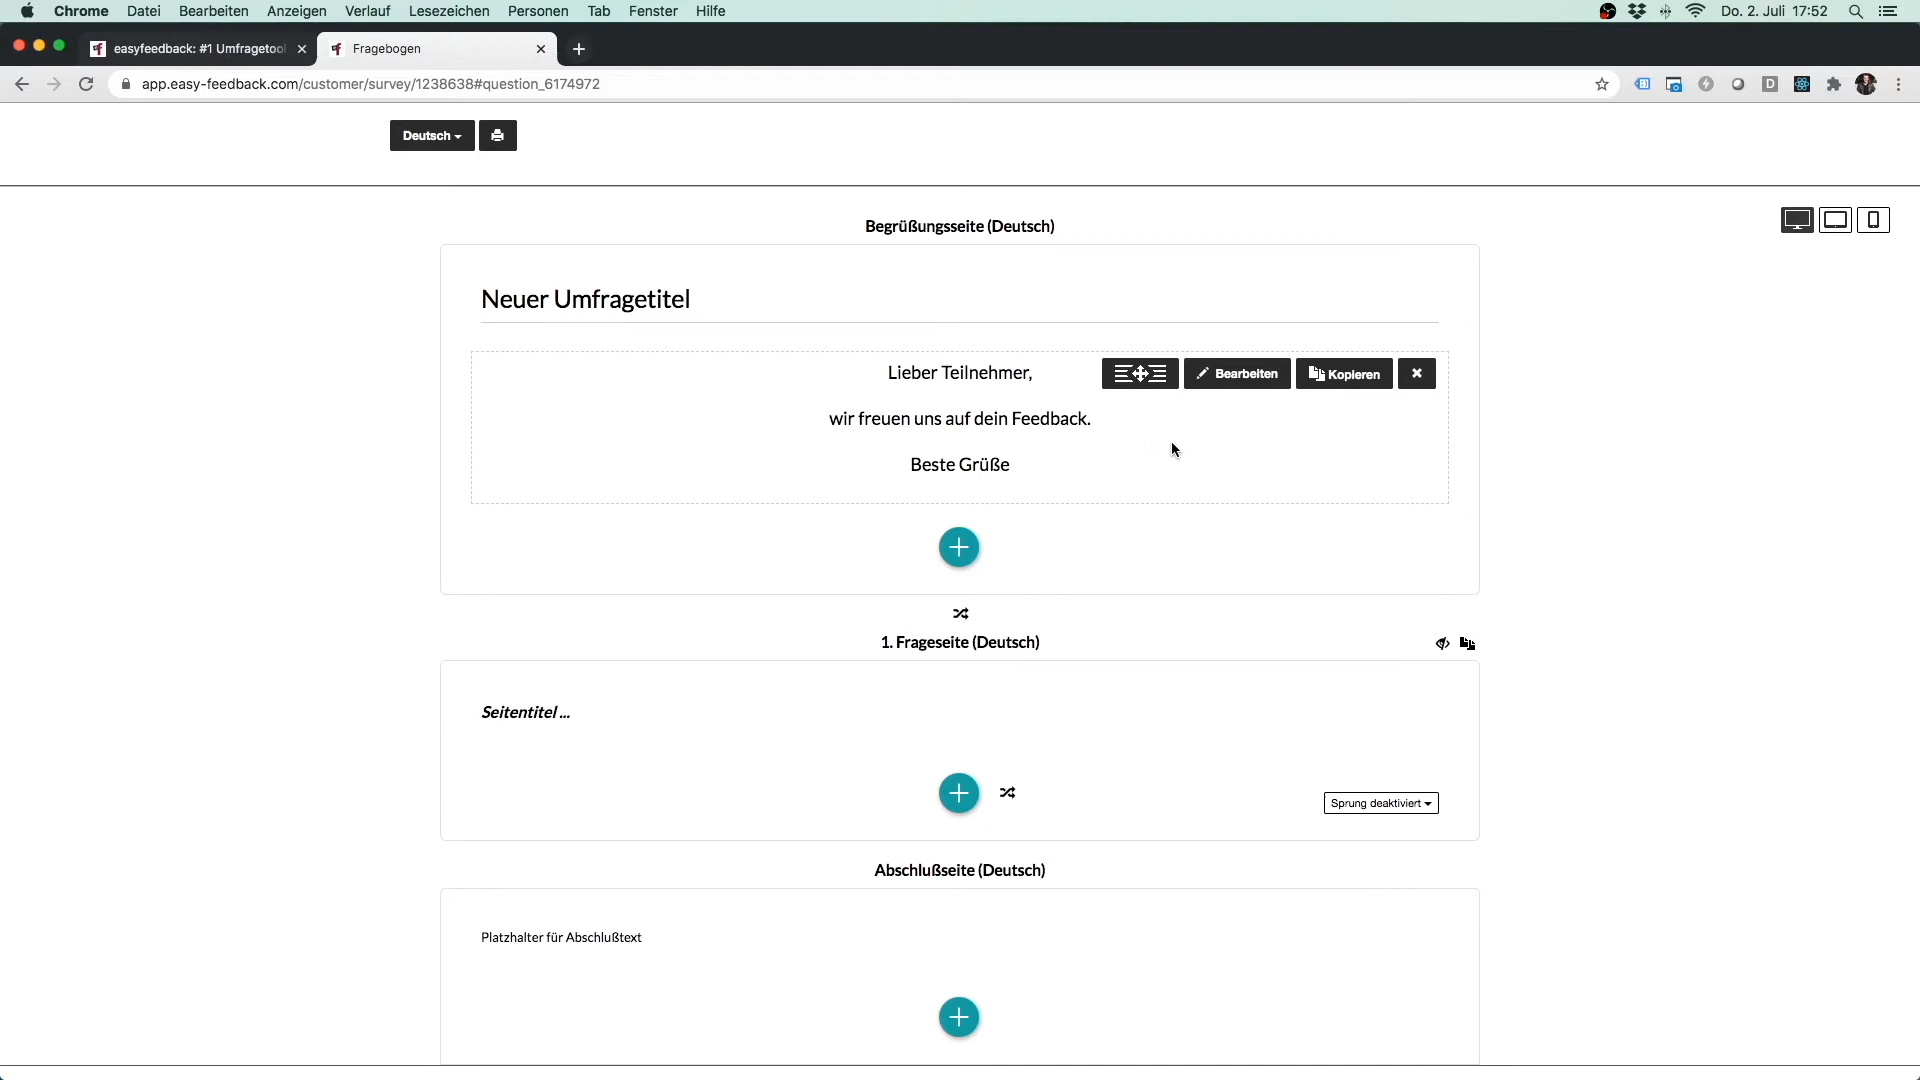 Chrome Datei Bearbeiten Anzeigen Verlauf Lesezeichen Personen Tab Fenster Hilfe Do. 2. Juli 17:52
easyfeedback: #1 Umfragetool Fragebogen
app.easy-feedback.com/customer/survey/1238638#question_6174972
Deutsch
Begrüßungsseite (Deutsch)
Neuer Umfragetitel
Lieber Teilnehmer,
Bearbeiten Kopieren
wir freuen uns auf dein Feedback.
Beste Grüße
1. Frageseite (Deutsch)
Seitentitel ...
Sprung deaktiviert
Abschlußseite (Deutsch)
Platzhalter für Abschlußtext